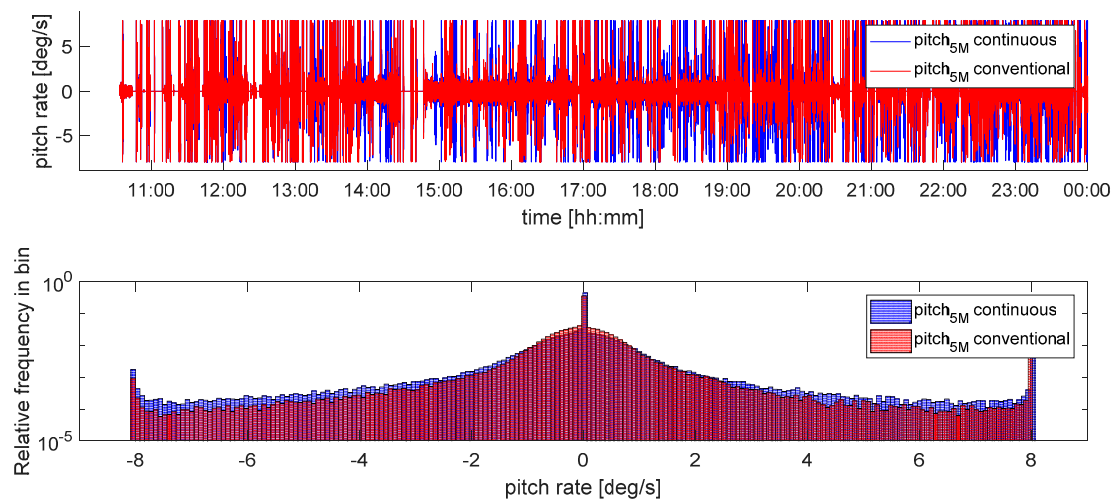 pitch rate [deg/s]
5
0
-5
pitch5M continuous
pitch5M conventional
11:00 12:00 13:00 14:00 15:00 16:00 17:00 18:00 19:00 20:00 21:00 22:00 23:00 00:00
time [hh:mm]
Relative frequency in bin
10^0
10^-5
pitch5M continuous
pitch5M conventional
-8 -6 -4 -2 0 2 4 6 8
pitch rate [deg/s]